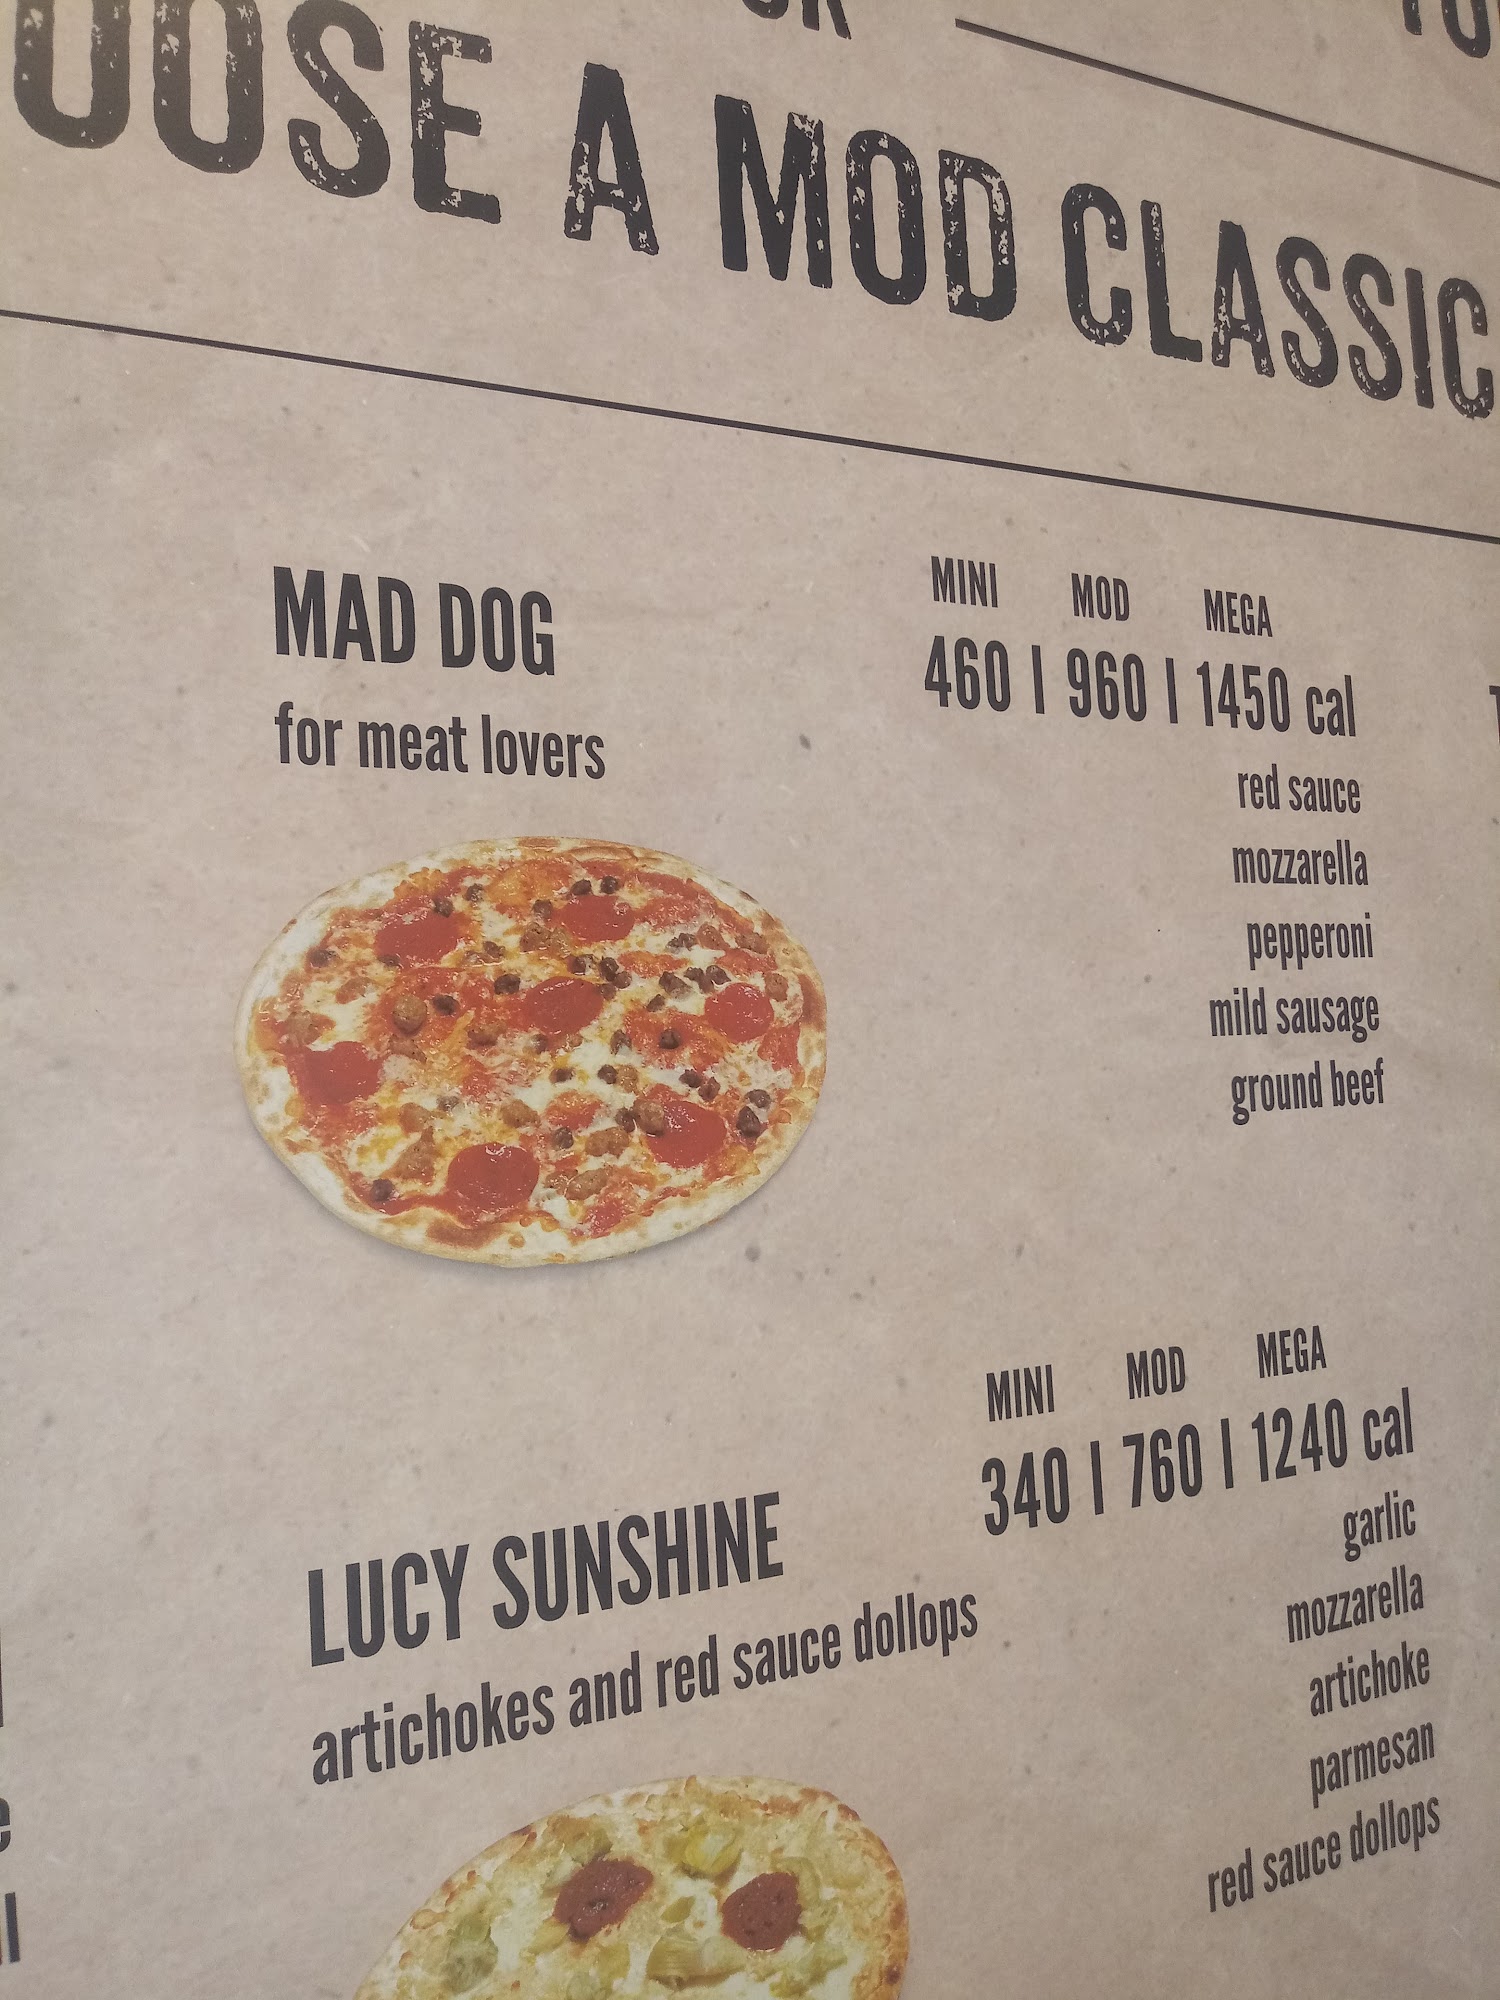 OOSE A MOD CLASSIC
MAD DOG
for meat lovers
MINI MOD MEGA
460 | 960 | 1450 cal
red sauce
mozzarella
pepperoni
mild sausage
ground beef
MINI MOD MEGA
340 | 760 | 1240 cal
LUCY SUNSHINE
artichokes and red sauce dollops
garlic
mozzarella
artichoke
parmesan
red sauce dollops